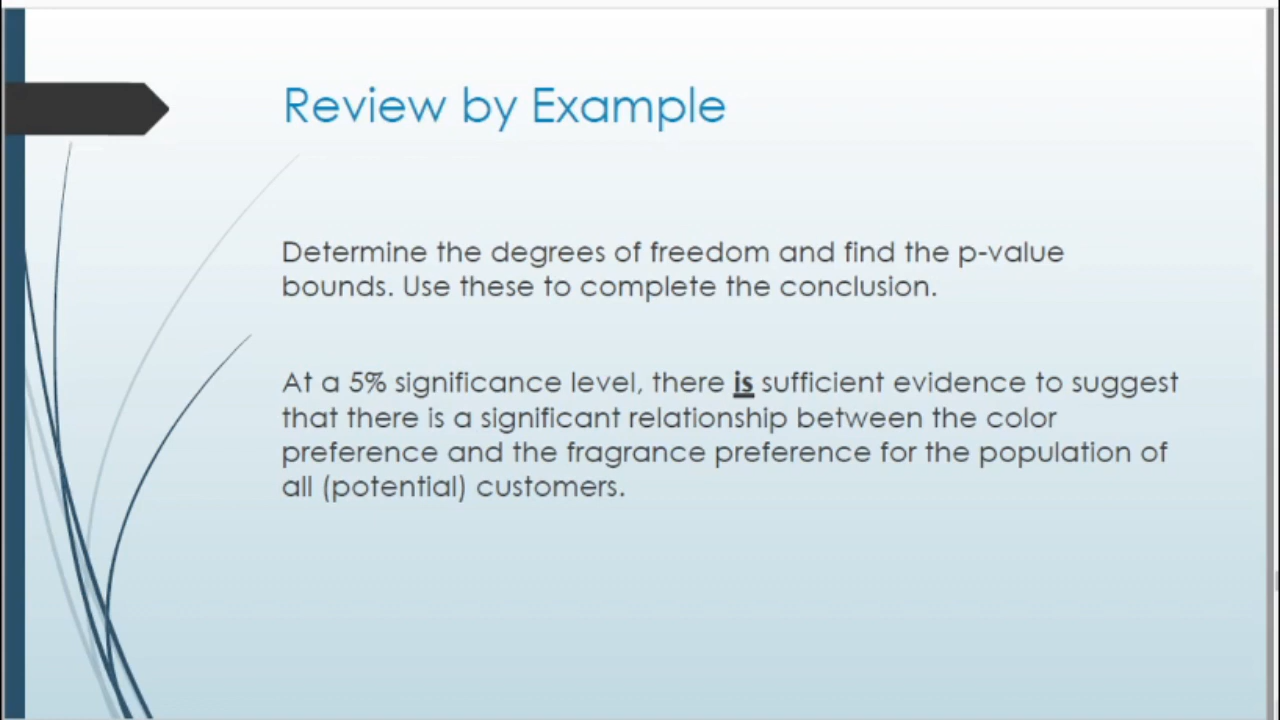 Review by Example
Determine the degrees of freedom and find the p-value
bounds. Use these to complete the conclusion.
At a 5% significance level, there is sufficient evidence to suggest
that there is a significant relationship between the color
preference and the fragrance preference for the population of
all (potential) customers.